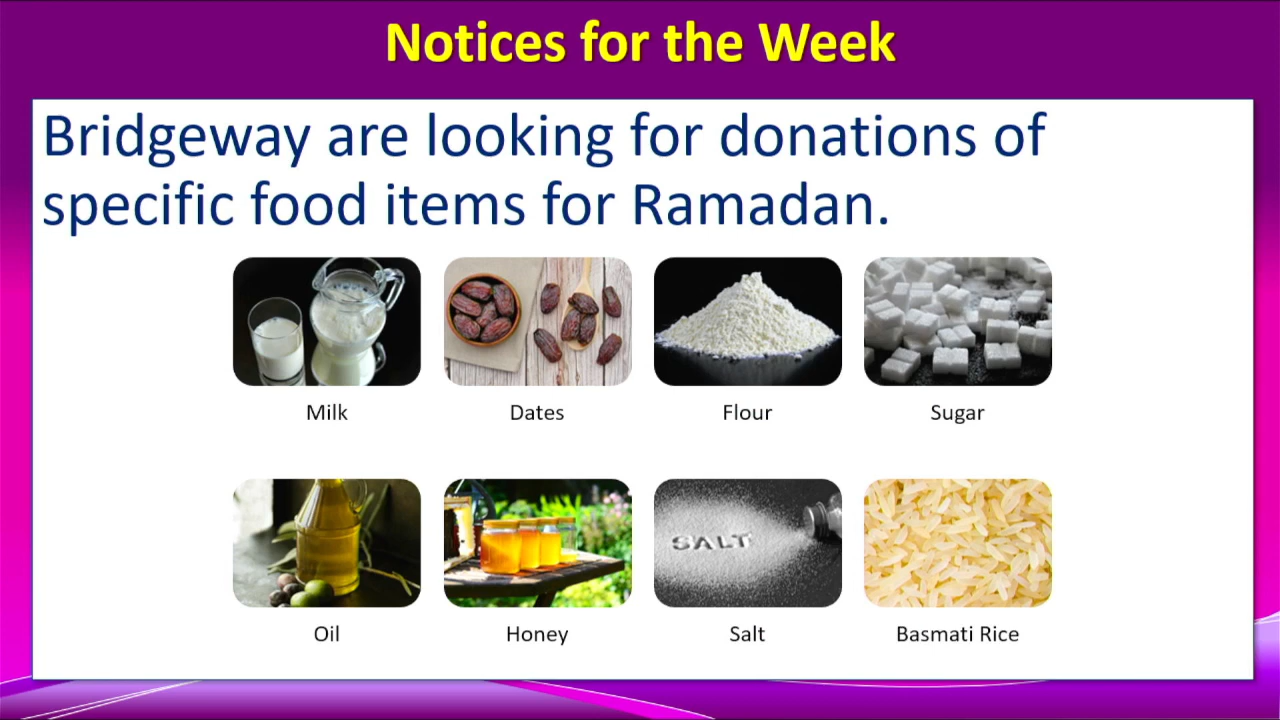 Notices for the Week
Bridgeway are looking for donations of
specific food items for Ramadan.
Milk
Dates
Flour
Sugar
SALT
Oil
Honey
Salt
Basmati Rice